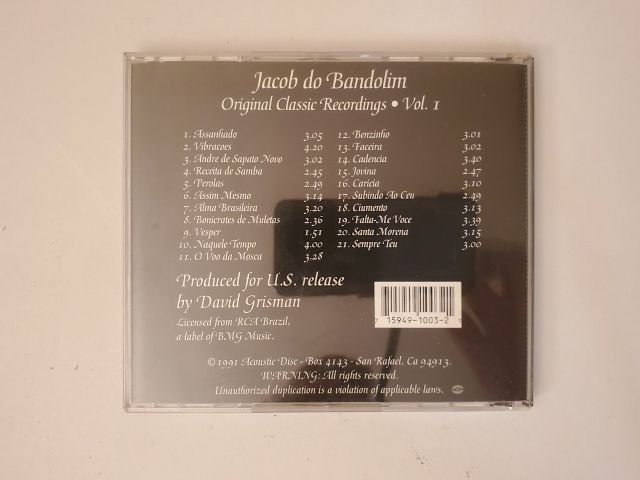 Jacob do Bandolim
Original Classic Recordings • Vol. 1
1. Assanhado 3.05
2. Vibracoes 4.20
3. Andre de Sapato Novo 3.02
4. Receita de Samba 2.45
5. Perolas 2.49
6. Assim Mesmo 3.14
7. Alma Brasileira 3.20
8. Bonicrates de Muletas 2.36
9. Vesper 1.51
10. Naquele Tempo 4.00
11. O Voo da Mosca 3.28
12. Benzinho 3.01
13. Faceira 3.02
14. Cadencia 3.40
15. Jovina 2.47
16. Caricia 3.10
17. Subindo Ao Ceu 2.49
18. Ciumento 3.13
19. Falta-Me Voce 3.39
20. Santa Morena 3.15
21. Sempre Teu 3.00
Produced for U.S. release
by David Grisman
Licensed from RCA Brazil,
a label of BMG Music.
7 15949-1003-2
© 1991 Acoustic Disc - Box 4143 - San Rafael, Ca 94913.
WARNING: All rights reserved.
Unauthorized duplication is a violation of applicable laws.